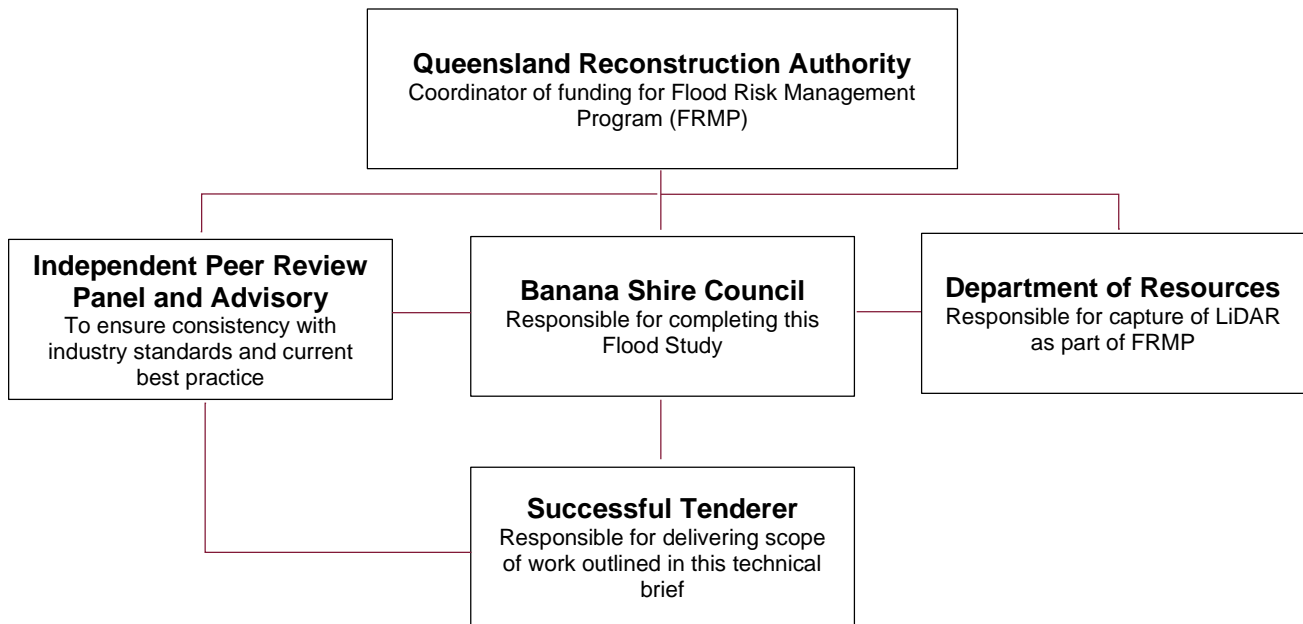 Queensland Reconstruction Authority
Coordinator of funding for Flood Risk Management
Program (FRMP)
Independent Peer Review
Panel and Advisory
To ensure consistency with
industry standards and current
best practice
Banana Shire Council
Responsible for completing this
Flood Study
Department of Resources
Responsible for capture of LiDAR
as part of FRMP
Successful Tenderer
Responsible for delivering scope
of work outlined in this technical
brief